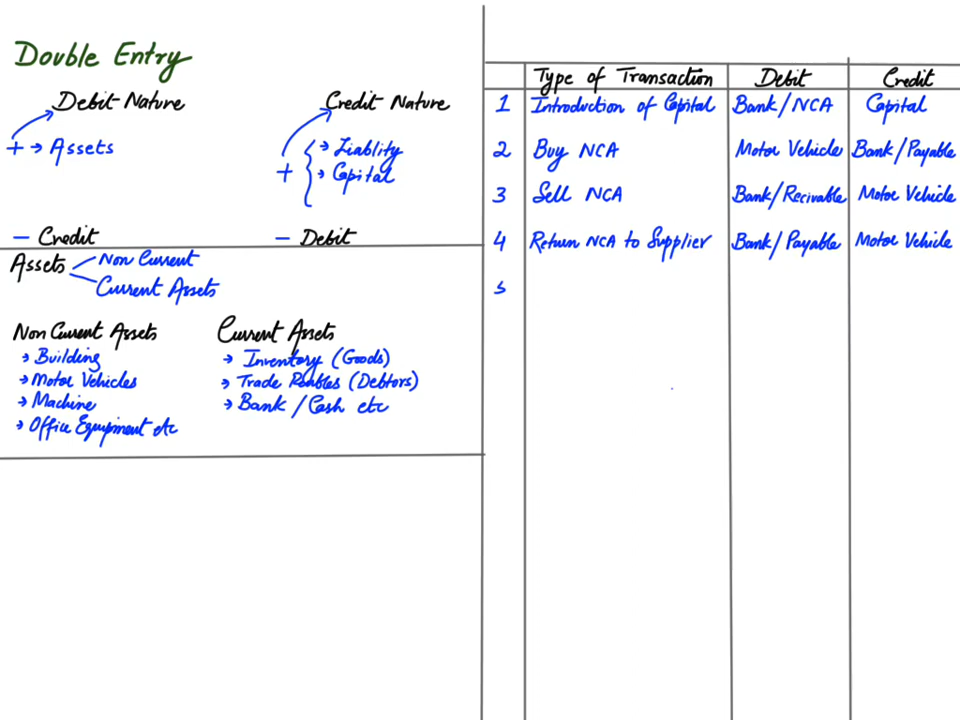 Double Entry
Debit Nature
Credit Nature
+ → Assets
+ → Liablity
→ Capital
- Credit
- Debit
Assets
Non Current
Current Assets
Non Current Assets
→ Building
→ Motor Vehicles
→ Machine
→ Office Equipment etc
Current Assets
→ Inventory (Goods)
→ Trade (Debtors)
→ Bank / Cash etc
Type of Transaction Debit Credit
1 Introduction of Capital Bank/NCA Capital
2 Buy NCA Motor Vehicle Bank/Payable
3 Sell NCA Bank/Recivable Motor Vehicle
4 Return NCA to Supplier Bank/Payable Motor Vehicle
5